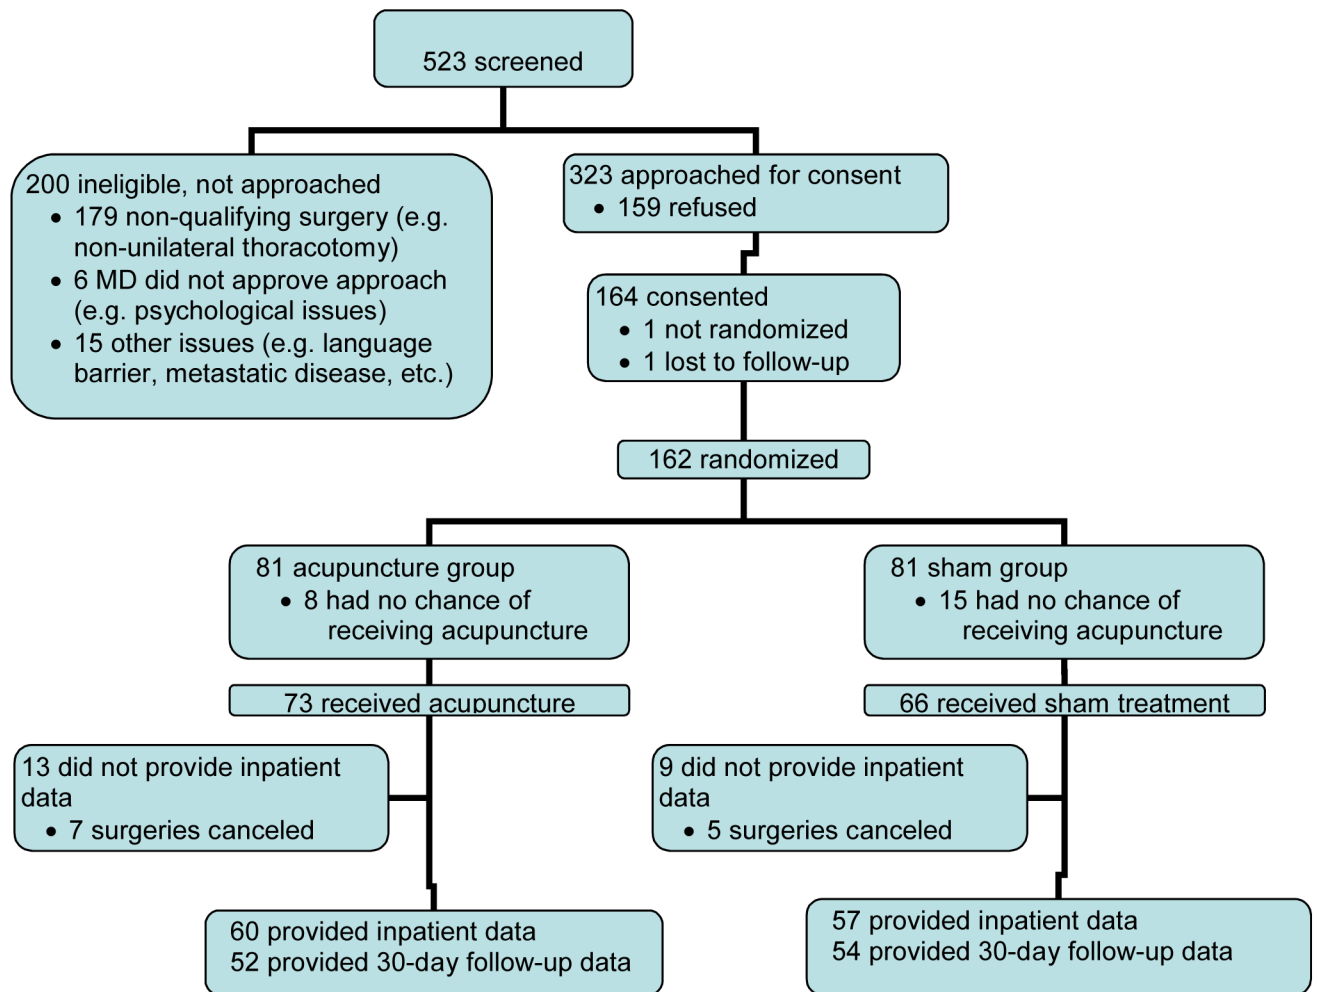 523 screened
200 ineligible, not approached
• 179 non-qualifying surgery (e.g.
non-unilateral thoracotomy)
• 6 MD did not approve approach
(e.g. psychological issues)
• 15 other issues (e.g. language
barrier, metastatic disease, etc.)
323 approached for consent
• 159 refused
164 consented
• 1 not randomized
• 1 lost to follow-up
162 randomized
81 acupuncture group
• 8 had no chance of
receiving acupuncture
81 sham group
• 15 had no chance of
receiving acupuncture
73 received acupuncture
66 received sham treatment
13 did not provide inpatient
data
• 7 surgeries canceled
9 did not provide inpatient
data
• 5 surgeries canceled
60 provided inpatient data
52 provided 30-day follow-up data
57 provided inpatient data
54 provided 30-day follow-up data